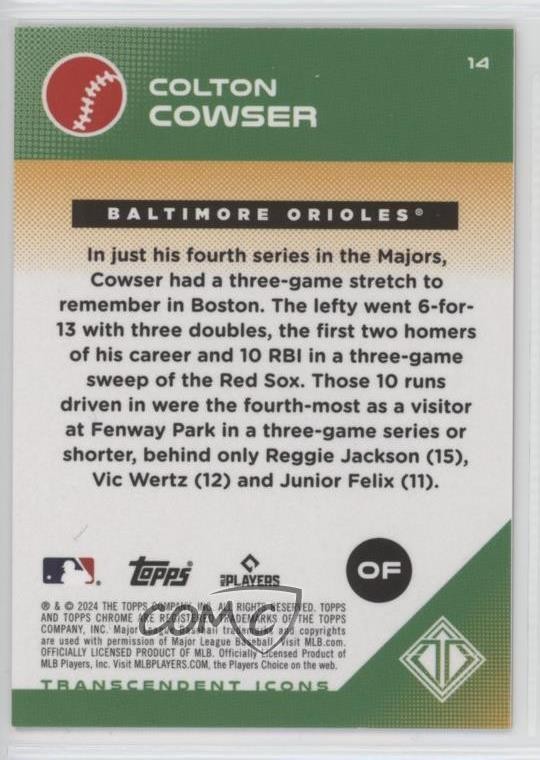 14
COLTON
COWSER
BALTIMORE ORIOLES®
In just his fourth series in the Majors,
Cowser had a three-game stretch to
remember in Boston. The lefty went 6-for-
13 with three doubles, the first two homers
of his career and 10 RBI in a three-game
sweep of the Red Sox. Those 10 runs
driven in were the fourth-most as a visitor
at Fenway Park in a three-game series or
shorter, behind only Reggie Jackson (15),
Vic Wertz (12) and Junior Felix (11).
topps
MLB PLAYERS
OF
® & © 2024 THE TOPPS COMPANY, INC. ALL RIGHTS RESERVED. TOPPS
AND TOPPS CHROME ARE REGISTERED TRADEMARKS OF THE TOPPS
COMPANY, INC. Major League Baseball trademarks and copyrights
are used with permission of Major League Baseball. Visit MLB.com.
OFFICIALLY LICENSED PRODUCT OF MLB. Officially Licensed Product of
MLB Players, Inc. Visit MLBPLAYERS.COM, the Players Choice on the web.
COMC
TRANSCENDENT ICONS